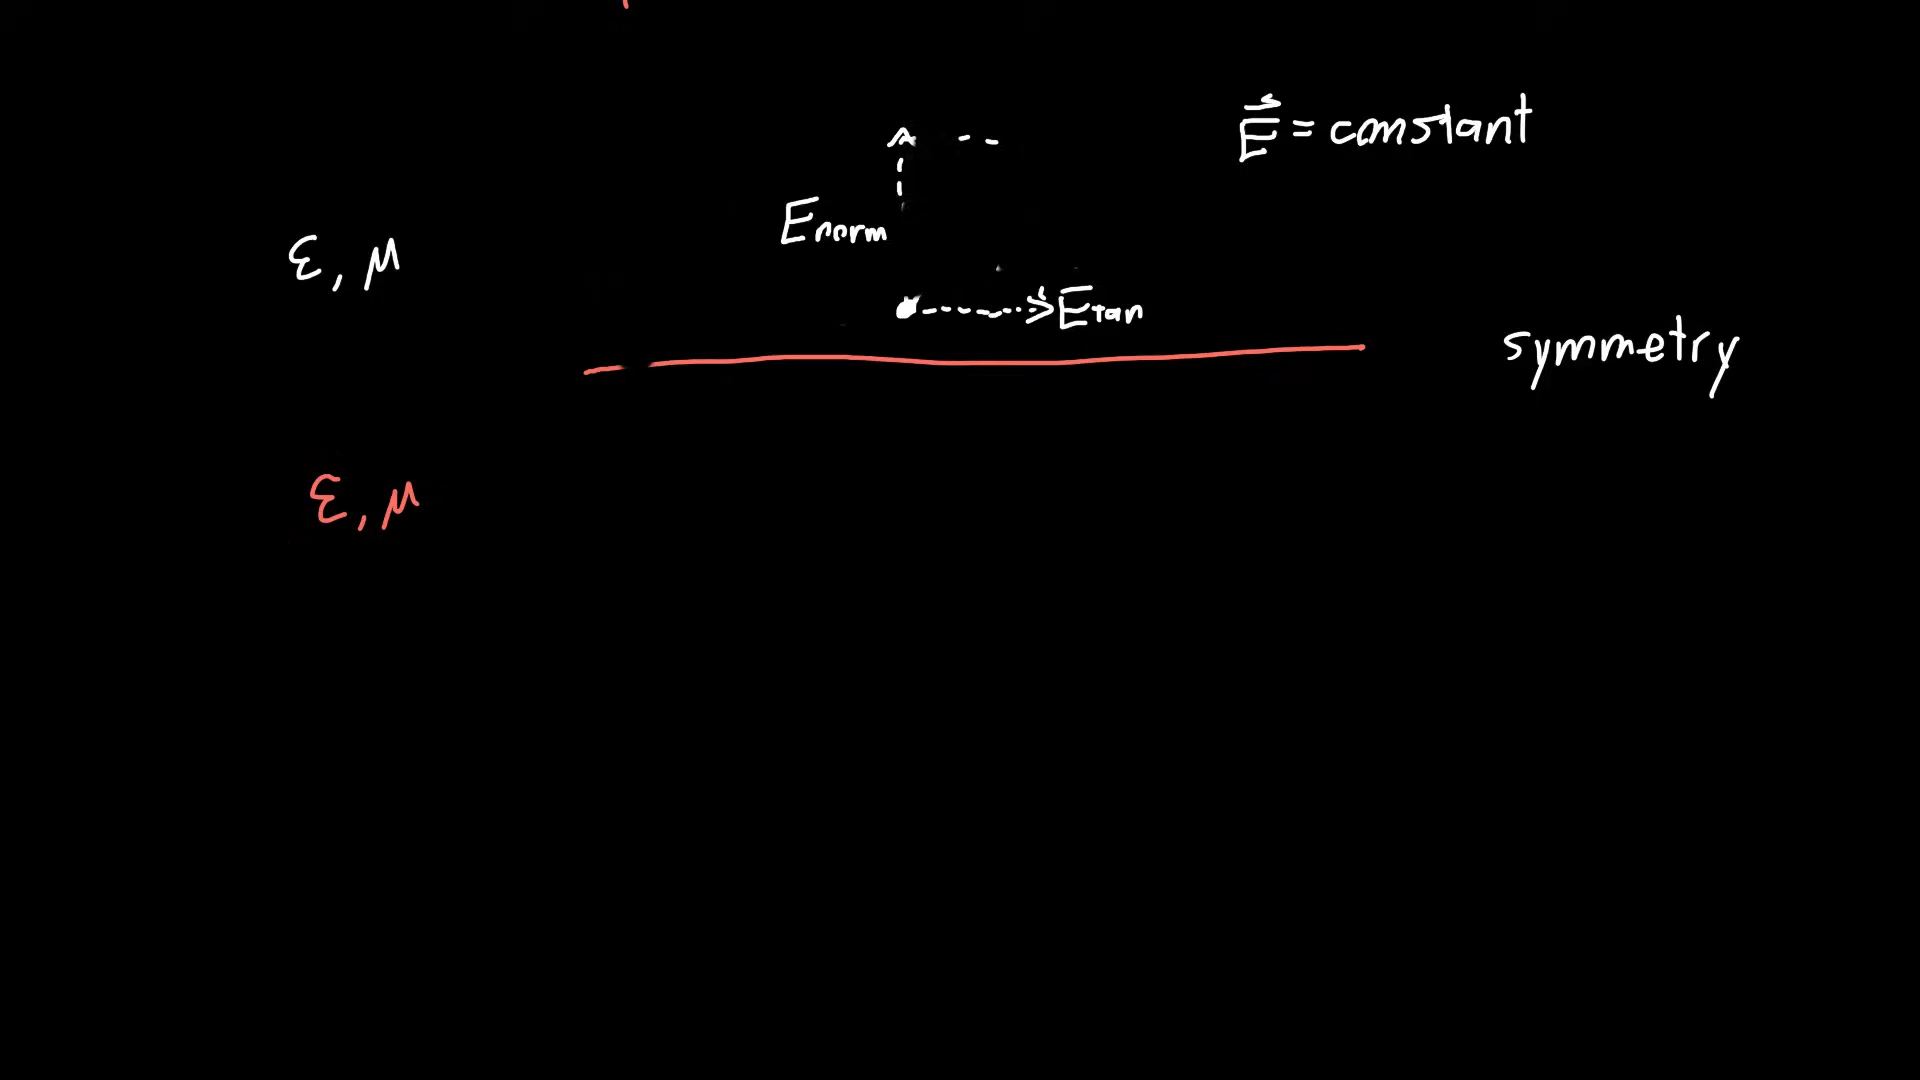 E⃗ = constant
Enorm
ε, μ
Etan
symmetry
ε, μ